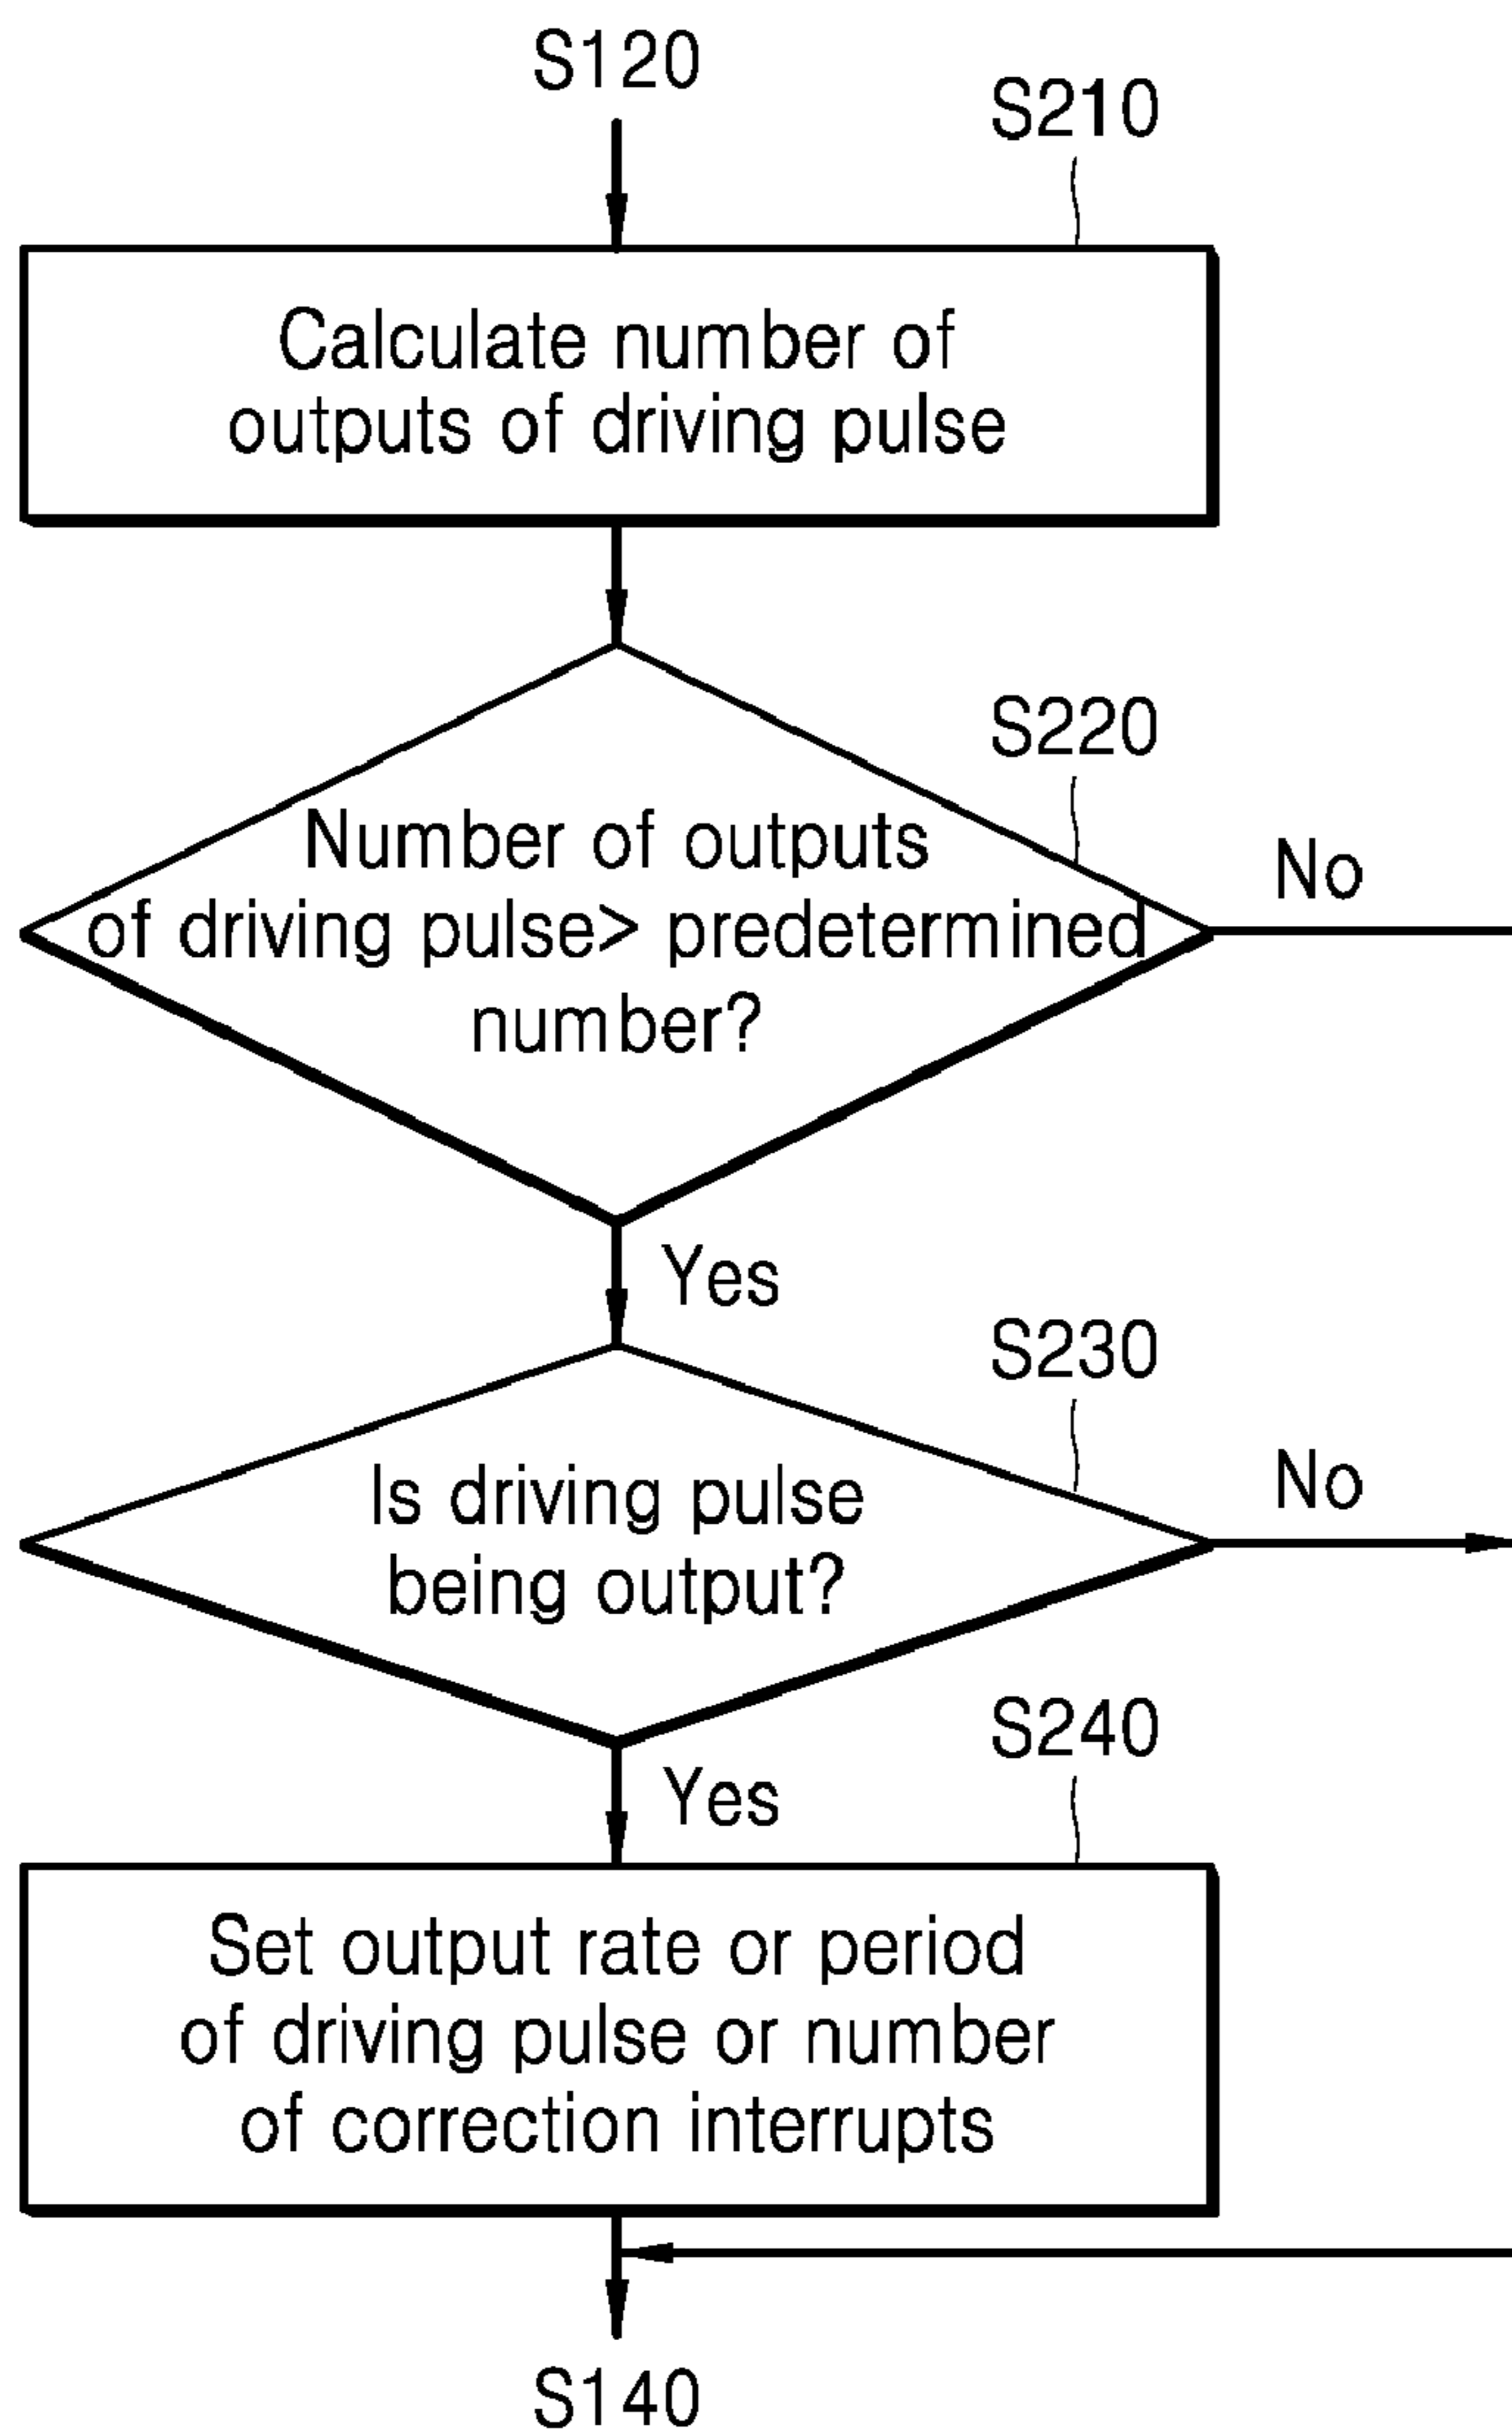 S120
S210
Calculate number of
outputs of driving pulse
S220
Number of outputs
of driving pulse> predetermined
number?
No
Yes
S230
Is driving pulse
being output?
No
Yes
S240
Set output rate or period
of driving pulse or number
of correction interrupts
S140